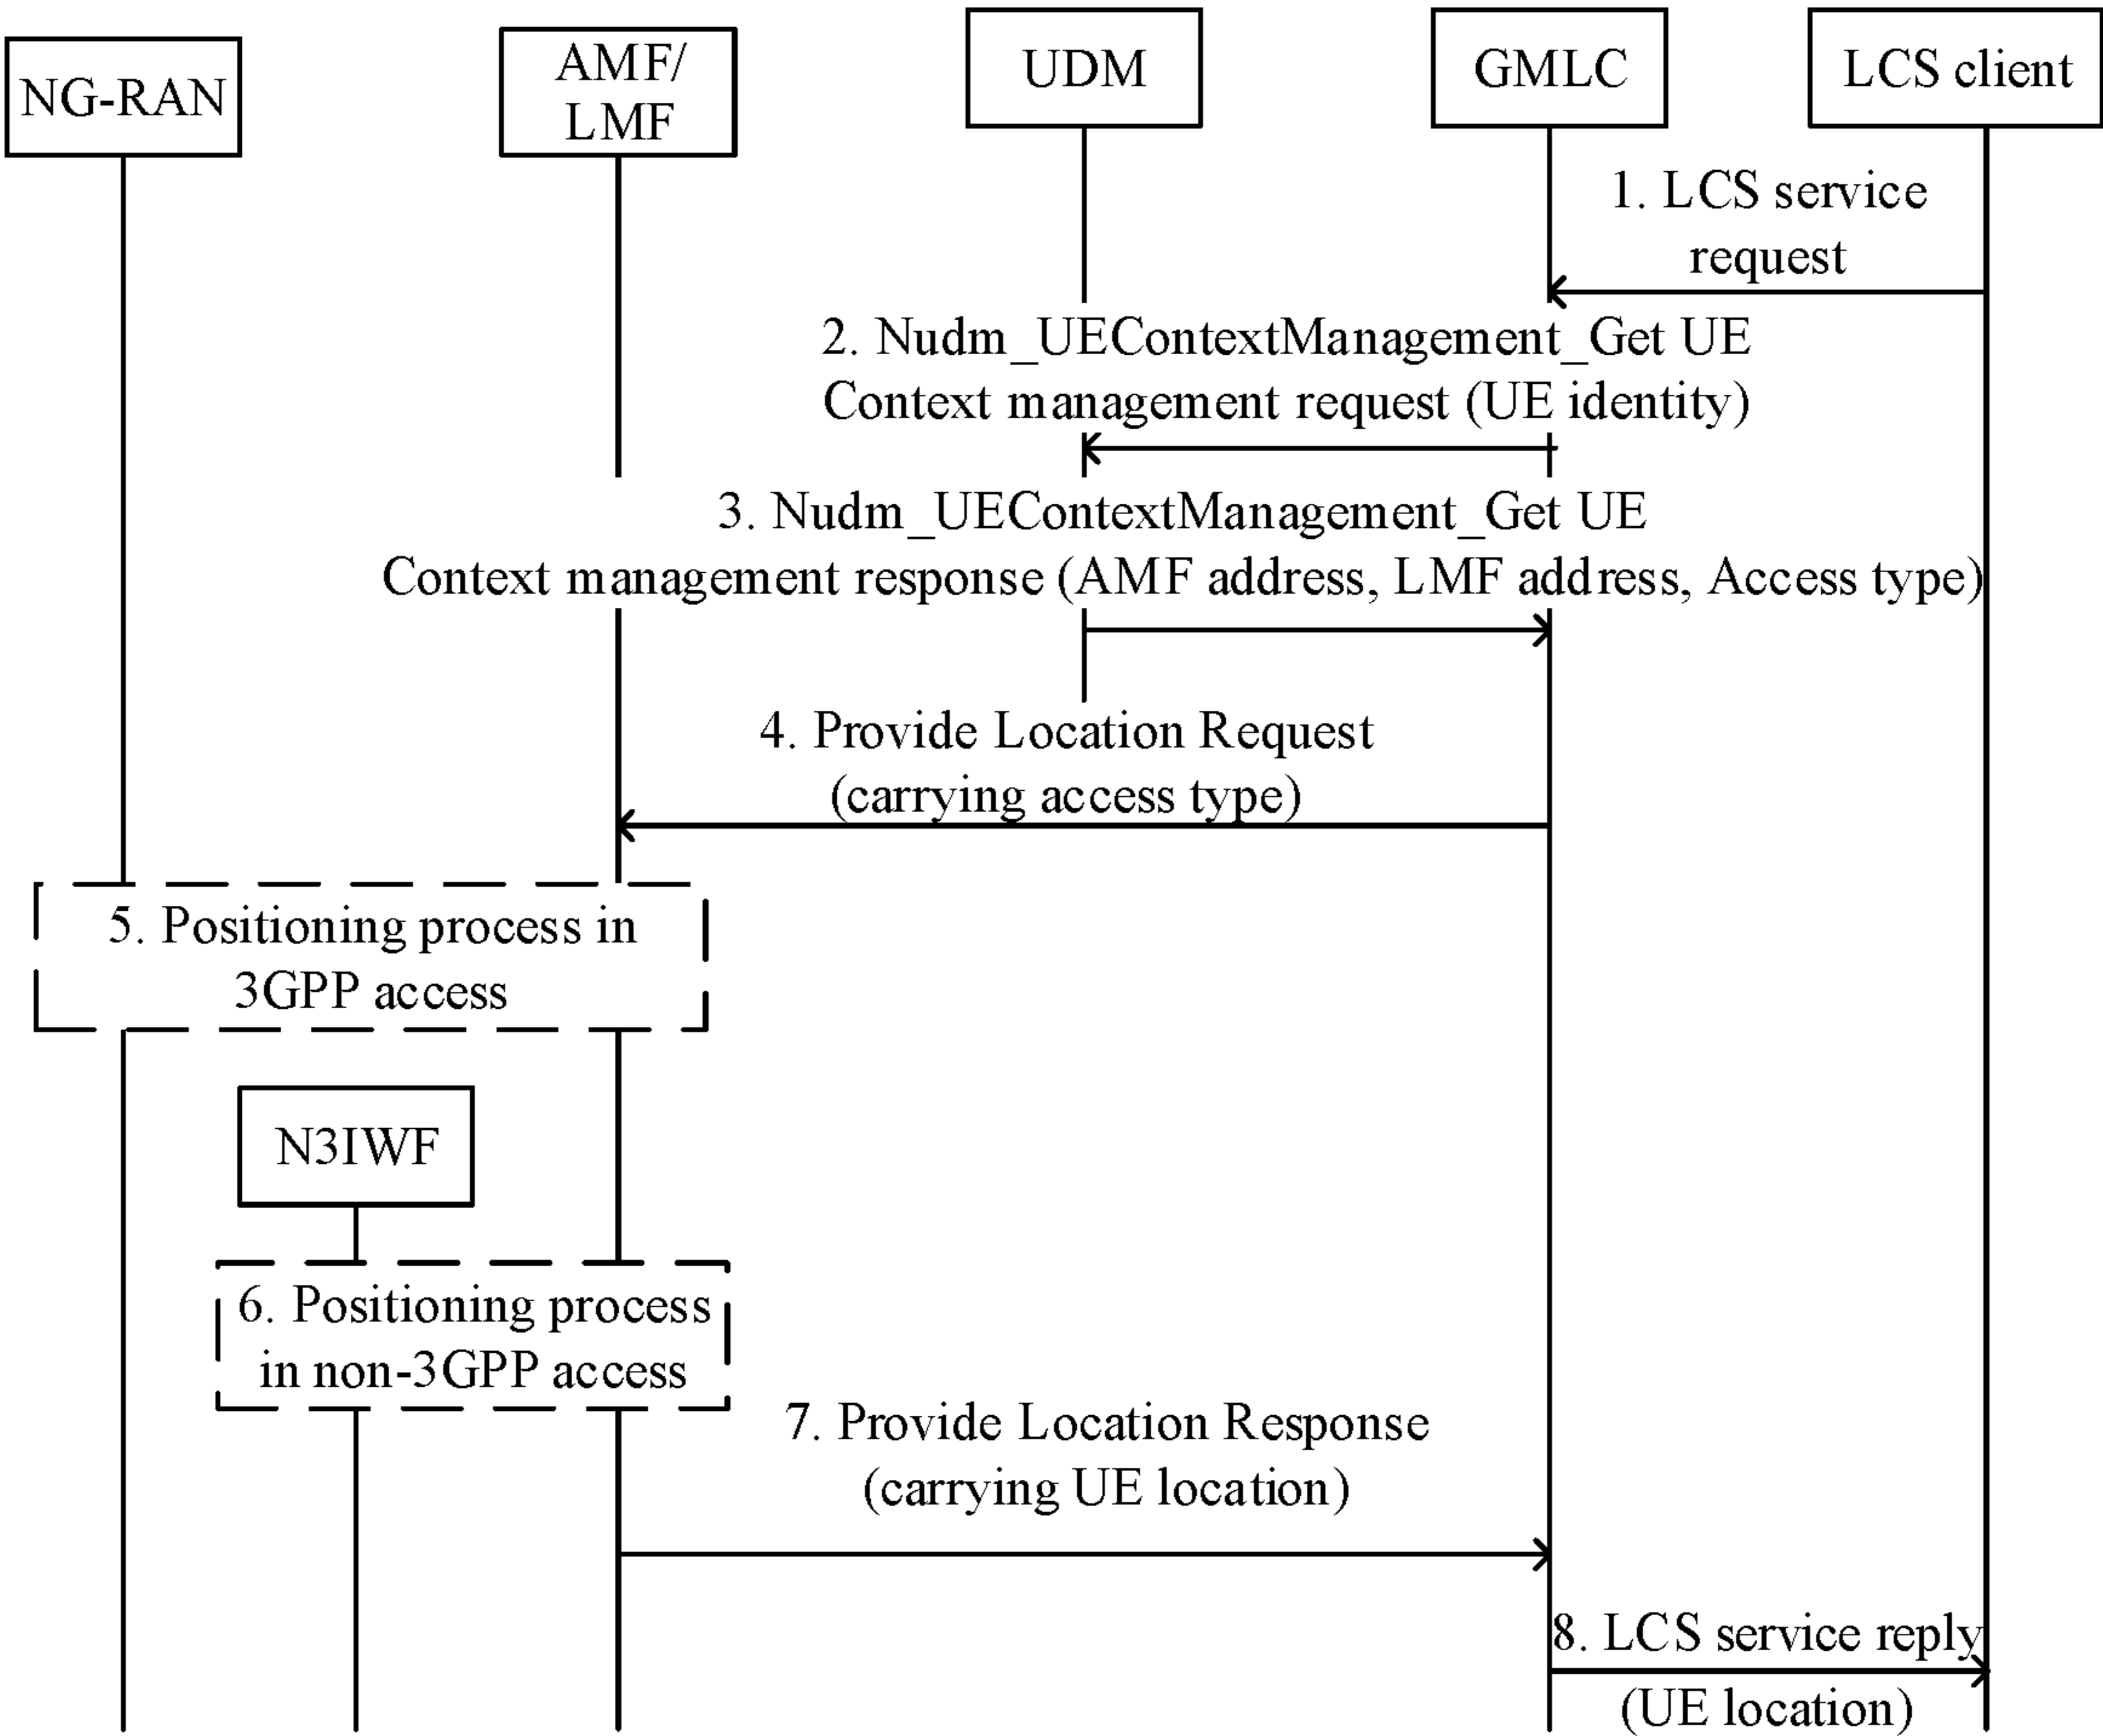 NG-RAN
AMF/
LMF
UDM
GMLC
LCS client
1. LCS service
request
2. Nudm_UEContextManagement_Get UE
Context management request (UE identity)
3. Nudm_UEContextManagement_Get UE
Context management response (AMF address, LMF address, Access type)
4. Provide Location Request
(carrying access type)
5. Positioning process in
3GPP access
N3IWF
6. Positioning process
in non-3GPP access
7. Provide Location Response
(carrying UE location)
8. LCS service reply
(UE location)